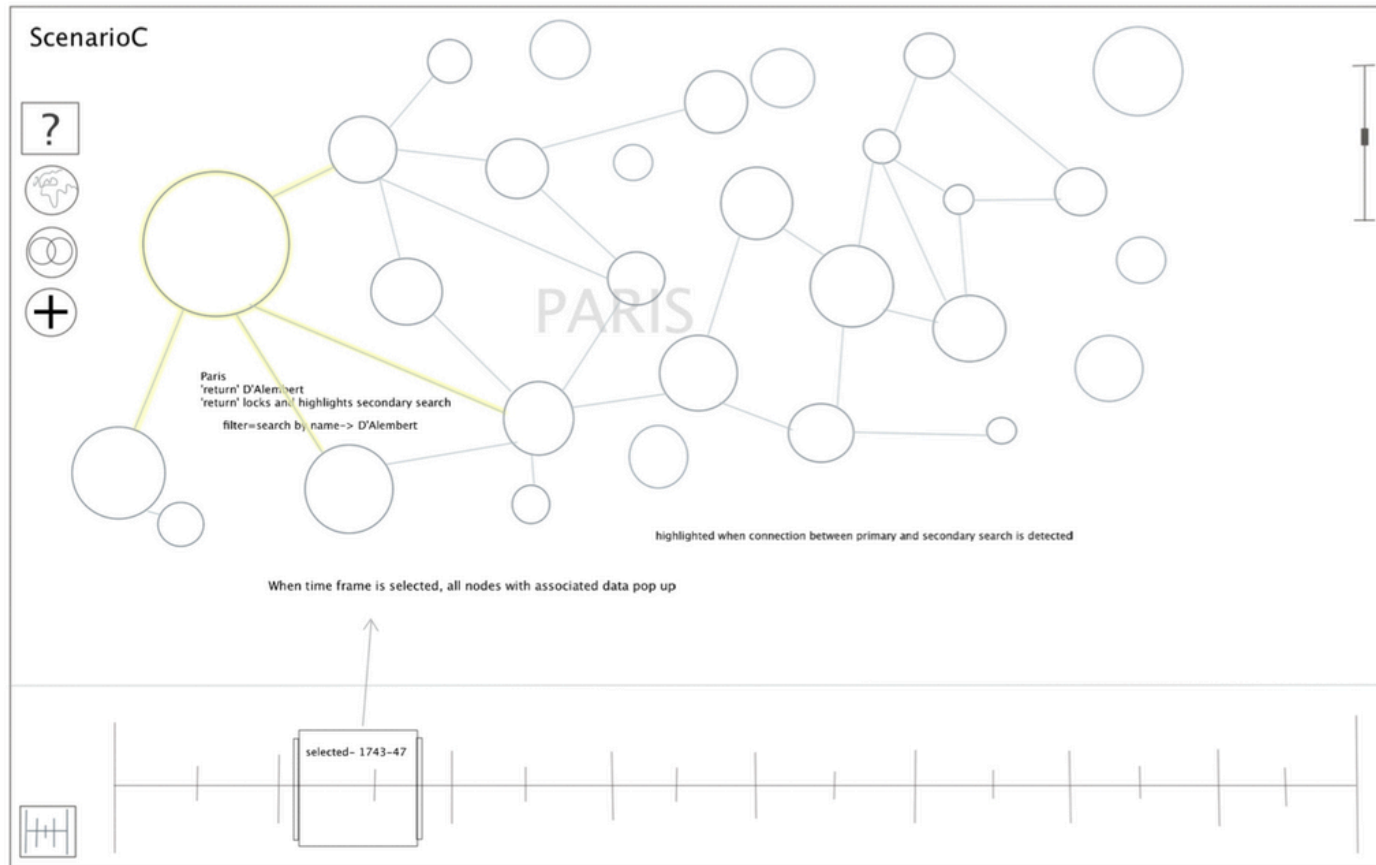 ScenarioC
?
PARIS
Paris
'return' D'Alembert
'return' locks and highlights secondary search
filter=search by name-> D'Alembert
highlighted when connection between primary and secondary search is detected
When time frame is selected, all nodes with associated data pop up
selected- 1743-47